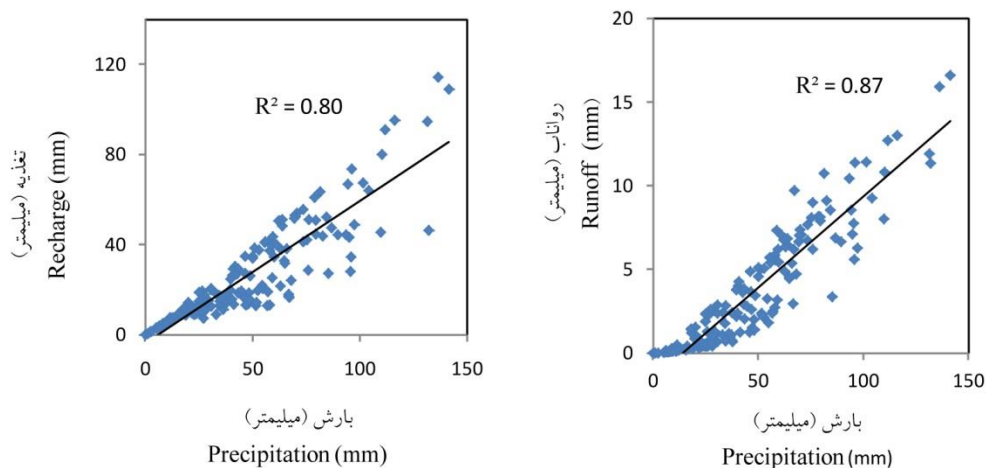 120
80
40
0
R² = 0.80
تغذیه (میلیمتر)
Recharge (mm)
0
50
100
150
بارش (میلیمتر)
Precipitation (mm)
20
15
10
5
0
R² = 0.87
رواناب (میلیمتر)
Runoff (mm)
0
50
100
150
بارش (میلیمتر)
Precipitation (mm)